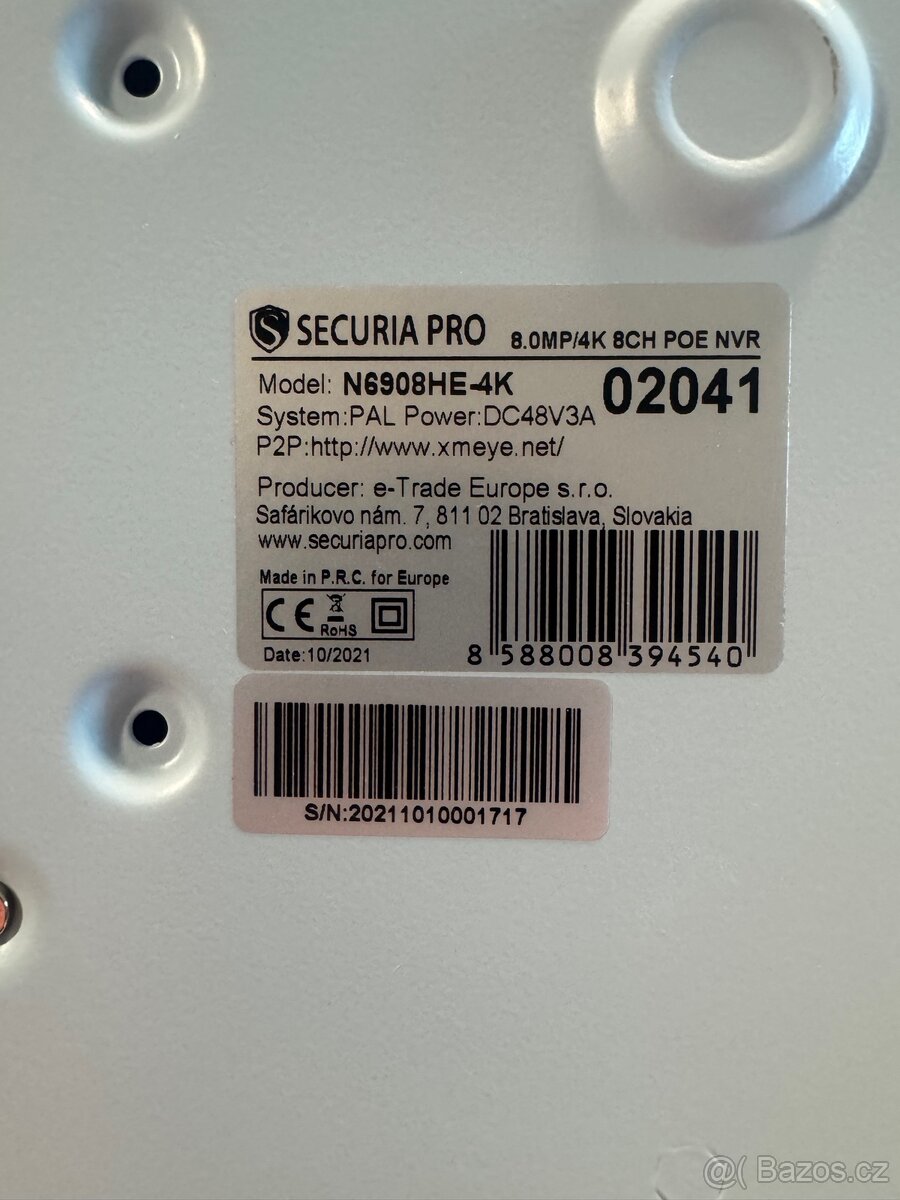 SECURIA PRO 8.0MP/4K 8CH POE NVR
Model: N6908HE-4K 02041
System:PAL Power:DC48V3A
P2P:http://www.xmeye.net/
Producer: e-Trade Europe s.r.o.
Safárikovo nám. 7, 811 02 Bratislava, Slovakia
www.securiapro.com
Made in P.R.C. for Europe
CE RoHS
Date:10/2021
8 588008 394540
S/N:20211010001717
@( Bazos.cz